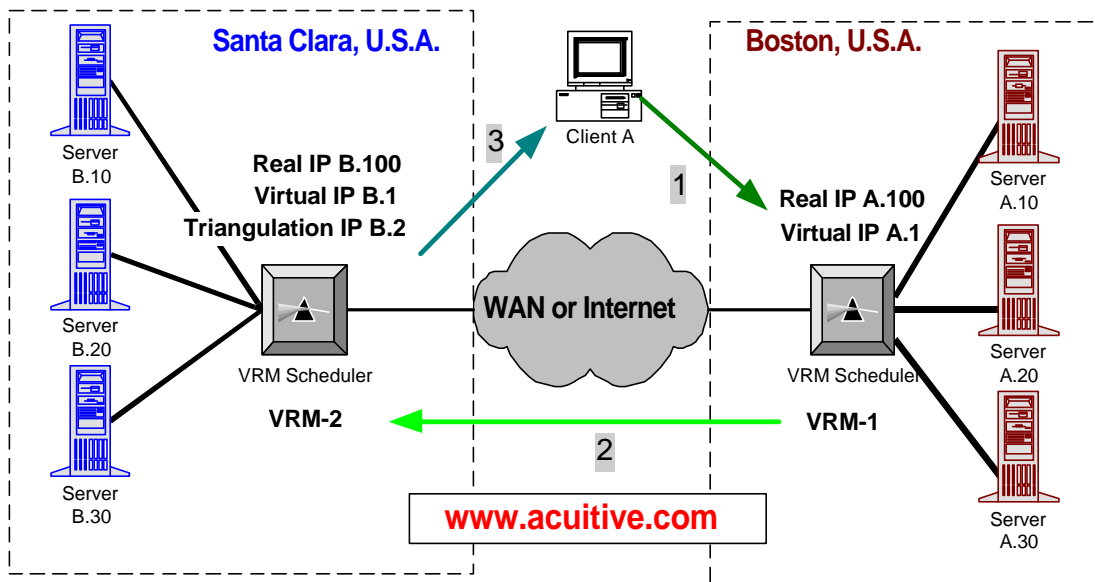 Santa Clara, U.S.A.
Boston, U.S.A.
Client A
Server
B.10
Server
B.20
Server
B.30
3
1
Real IP B.100
Virtual IP B.1
Triangulation IP B.2
Real IP A.100
Virtual IP A.1
Server
A.10
Server
A.20
Server
A.30
WAN or Internet
VRM Scheduler
VRM Scheduler
VRM-2
VRM-1
2
www.acuitive.com